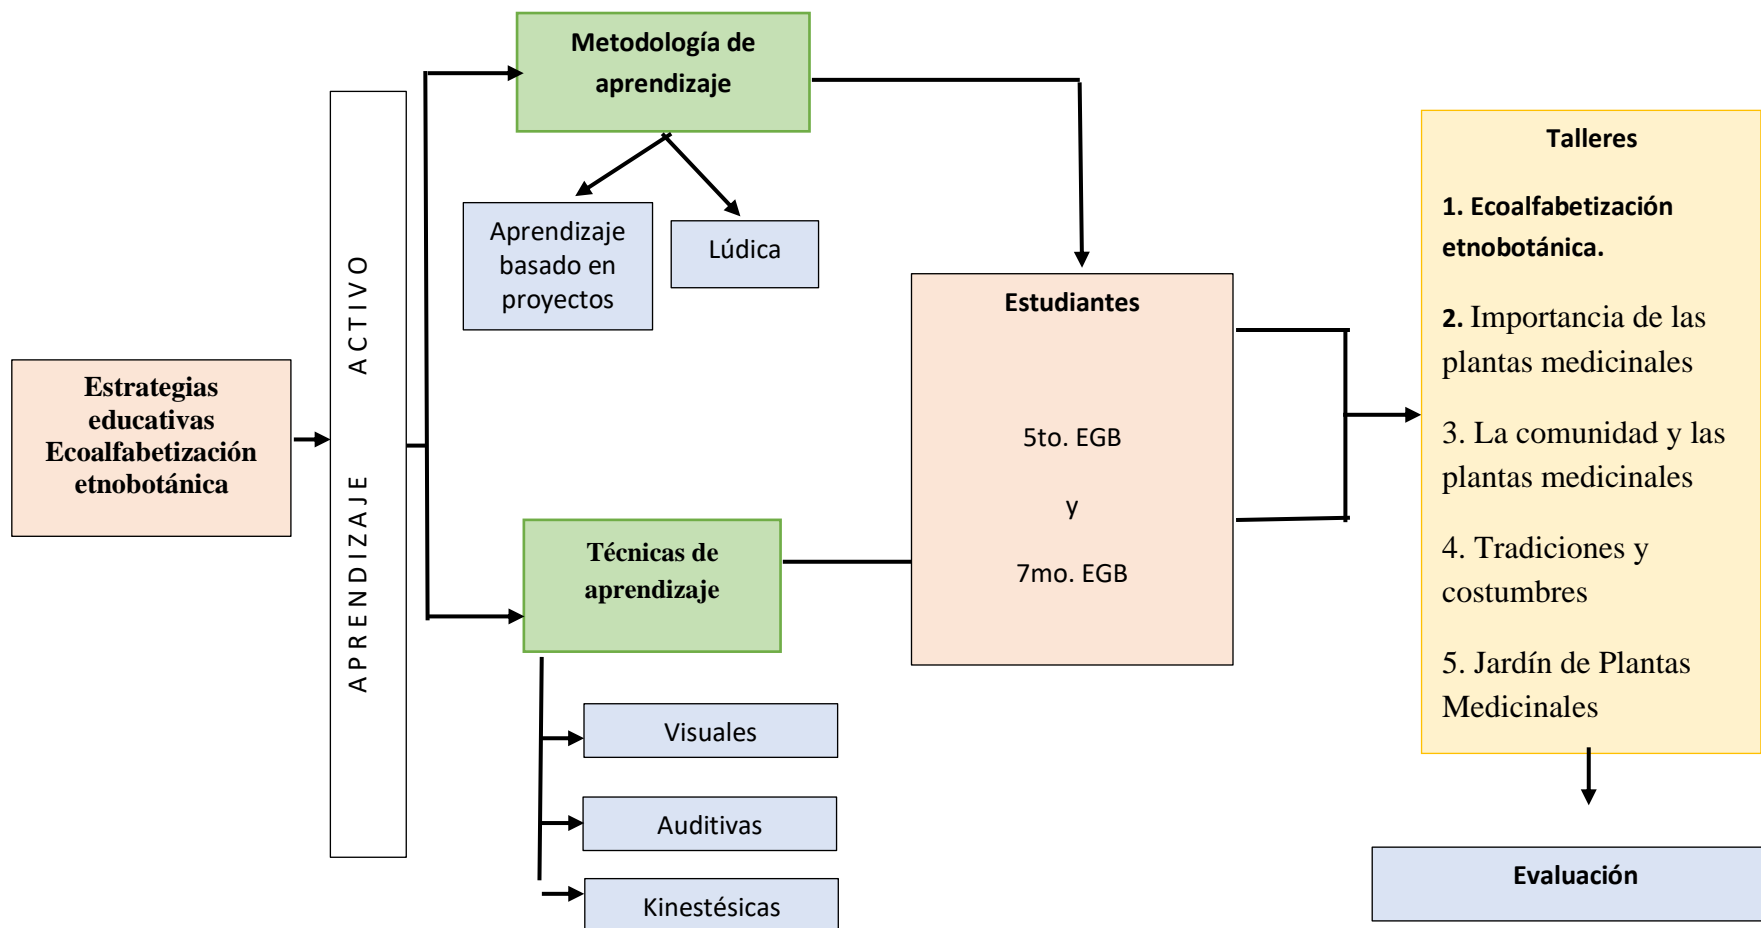 Estrategias
educativas
Ecoalfabetización
etnobotánica
APRENDIZAJE ACTIVO
Metodología de
aprendizaje
Aprendizaje
basado en
proyectos
Lúdica
Técnicas de
aprendizaje
Visuales
Auditivas
Kinestésicas
Estudiantes
5to. EGB
y
7mo. EGB
Talleres
1. Ecoalfabetización
etnobotánica.
2. Importancia de las
plantas medicinales
3. La comunidad y las
plantas medicinales
4. Tradiciones y
costumbres
5. Jardín de Plantas
Medicinales
Evaluación